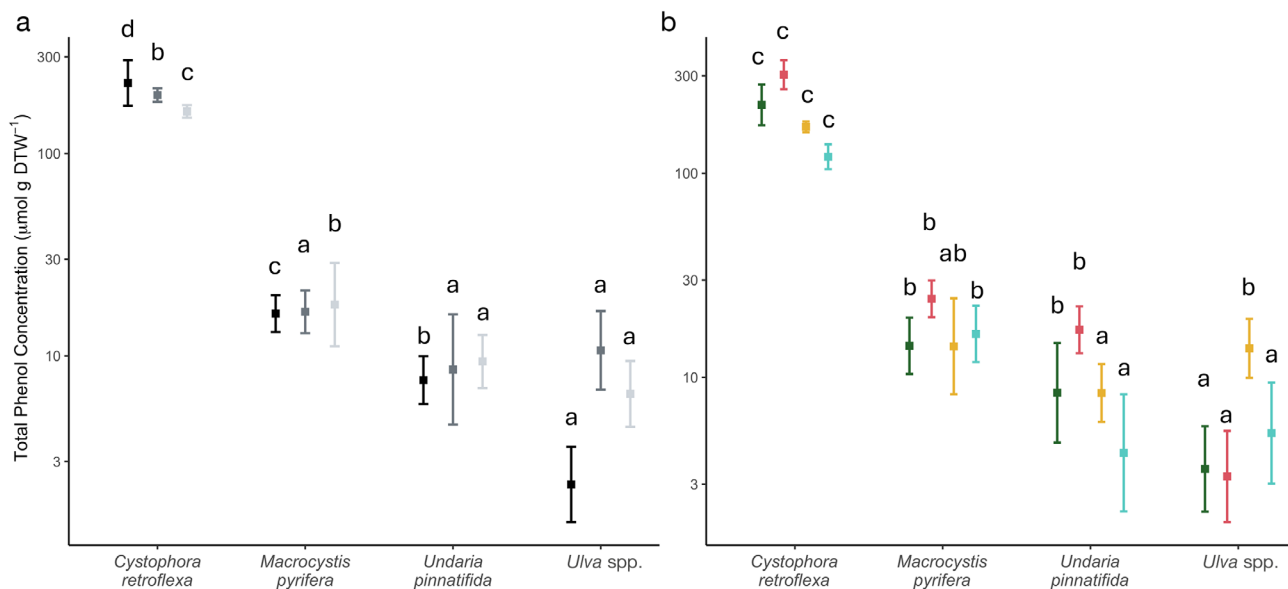 a
Total Phenol Concentration (μmol g DTW⁻¹)
300
100
30
10
3
d
b
c
c
a
b
b
a
a
a
a
a
Cystophora
retroflexa
Macrocystis
pyrifera
Undaria
pinnatifida
Ulva spp.
b
300
100
30
10
3
c
c
c
c
b
b
ab
b
b
b
a
a
a
a
b
a
Cystophora
retroflexa
Macrocystis
pyrifera
Undaria
pinnatifida
Ulva spp.